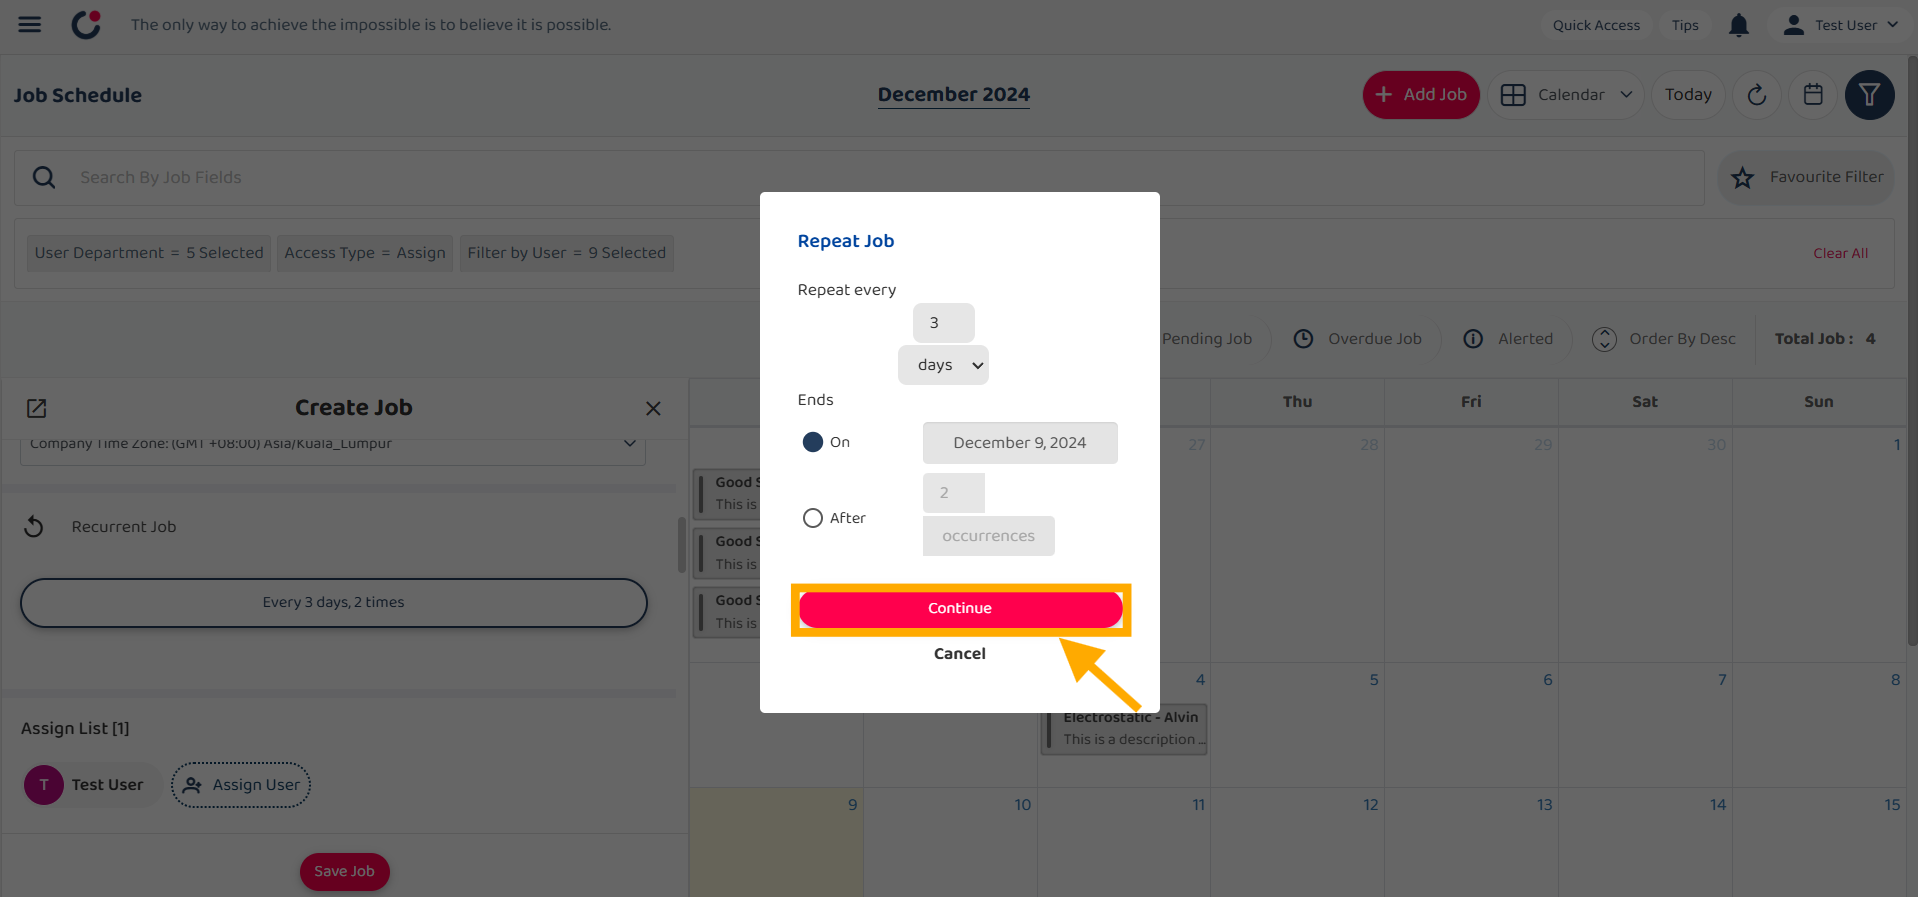 The only way to achieve the impossible is to believe it is possible.
Quick Access
Tips
Test User
Job Schedule
December 2024
+ Add Job
Calendar
Today
Search By Job Fields
Favourite Filter
User Department = 5 Selected
Access Type = Assign
Filter by User = 9 Selected
Clear All
Pending Job
Overdue Job
Alerted
Order By Desc
Total Job : 4
Create Job
Company Time Zone: (GMT +08:00) Asia/Kuala_Lumpur
Recurrent Job
Every 3 days, 2 times
Assign List [1]
T
Test User
Assign User
Save Job
Repeat Job
Repeat every
3
days
Ends
On
December 9, 2024
After
2
occurrences
Continue
Cancel
Thu
Fri
Sat
Sun
27
28
29
30
1
Good S
This is
Good S
This is
Good S
This is
4
5
6
7
8
Electrostatic - Alvin
This is a description ...
9
10
11
12
13
14
15